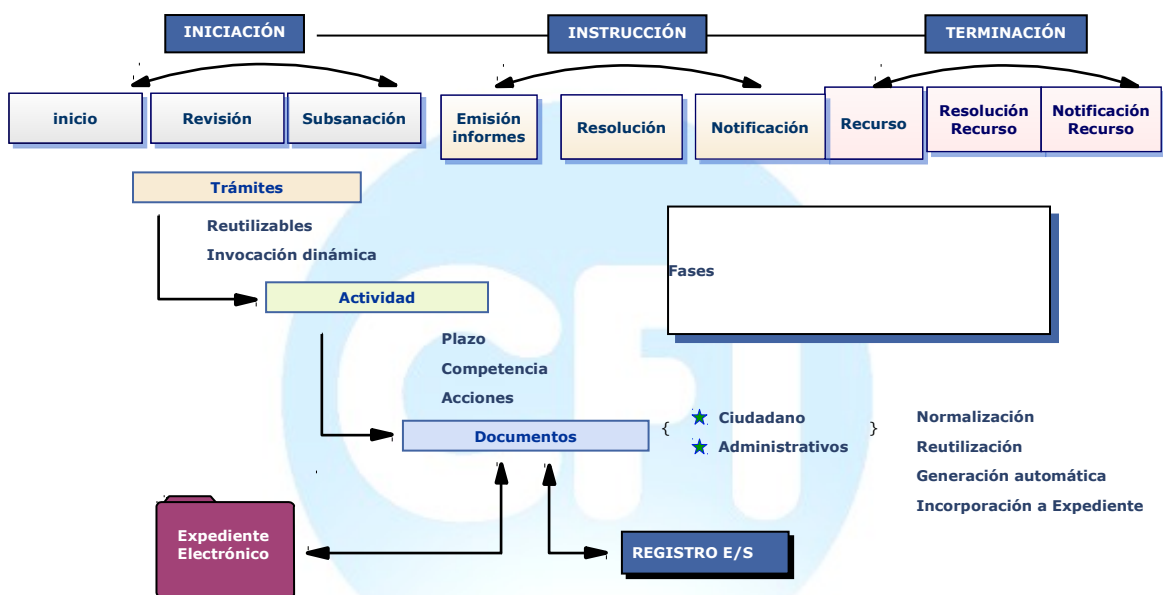 INICIACIÓN
INSTRUCCIÓN
TERMINACIÓN
inicio
Revisión
Subsanación
Emisión
informes
Resolución
Notificación
Recurso
Resolución
Recurso
Notificación
Recurso
Trámites
Reutilizables
Invocación dinámica
Fases
Actividad
Plazo
Competencia
Acciones
Documentos
{
Ciudadano
Administrativos
}
Normalización
Reutilización
Generación automática
Incorporación a Expediente
Expediente
Electrónico
REGISTRO E/S
CFI